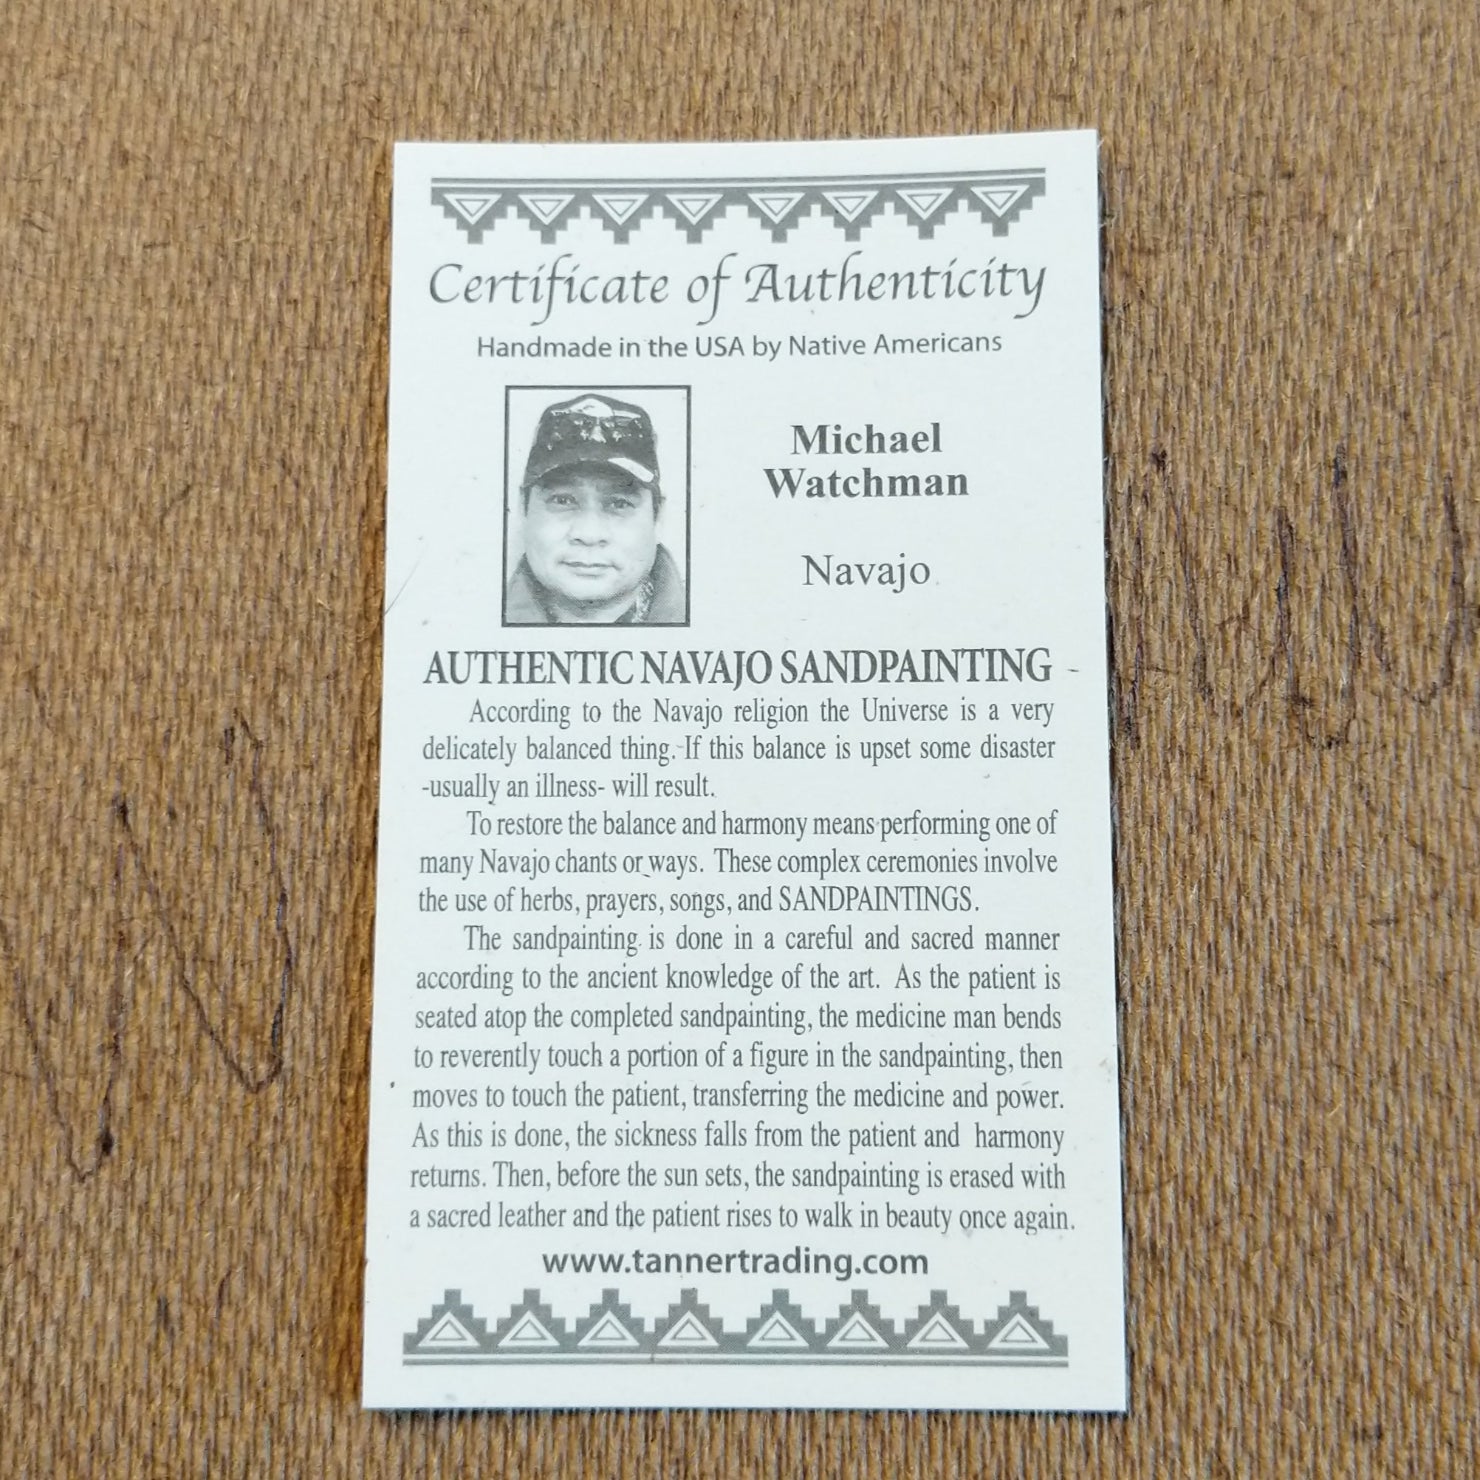 Certificate of Authenticity
Handmade in the USA by Native Americans
Michael
Watchman
Navajo
AUTHENTIC NAVAJO SANDPAINTING
According to the Navajo religion the Universe is a very
delicately balanced thing. If this balance is upset some disaster
-usually an illness- will result.
To restore the balance and harmony means performing one of
many Navajo chants or ways. These complex ceremonies involve
the use of herbs, prayers, songs, and SANDPAINTINGS.
The sandpainting is done in a careful and sacred manner
according to the ancient knowledge of the art. As the patient is
seated atop the completed sandpainting, the medicine man bends
to reverently touch a portion of a figure in the sandpainting, then
moves to touch the patient, transferring the medicine and power.
As this is done, the sickness falls from the patient and harmony
returns. Then, before the sun sets, the sandpainting is erased with
a sacred leather and the patient rises to walk in beauty once again.
www.tannertrading.com